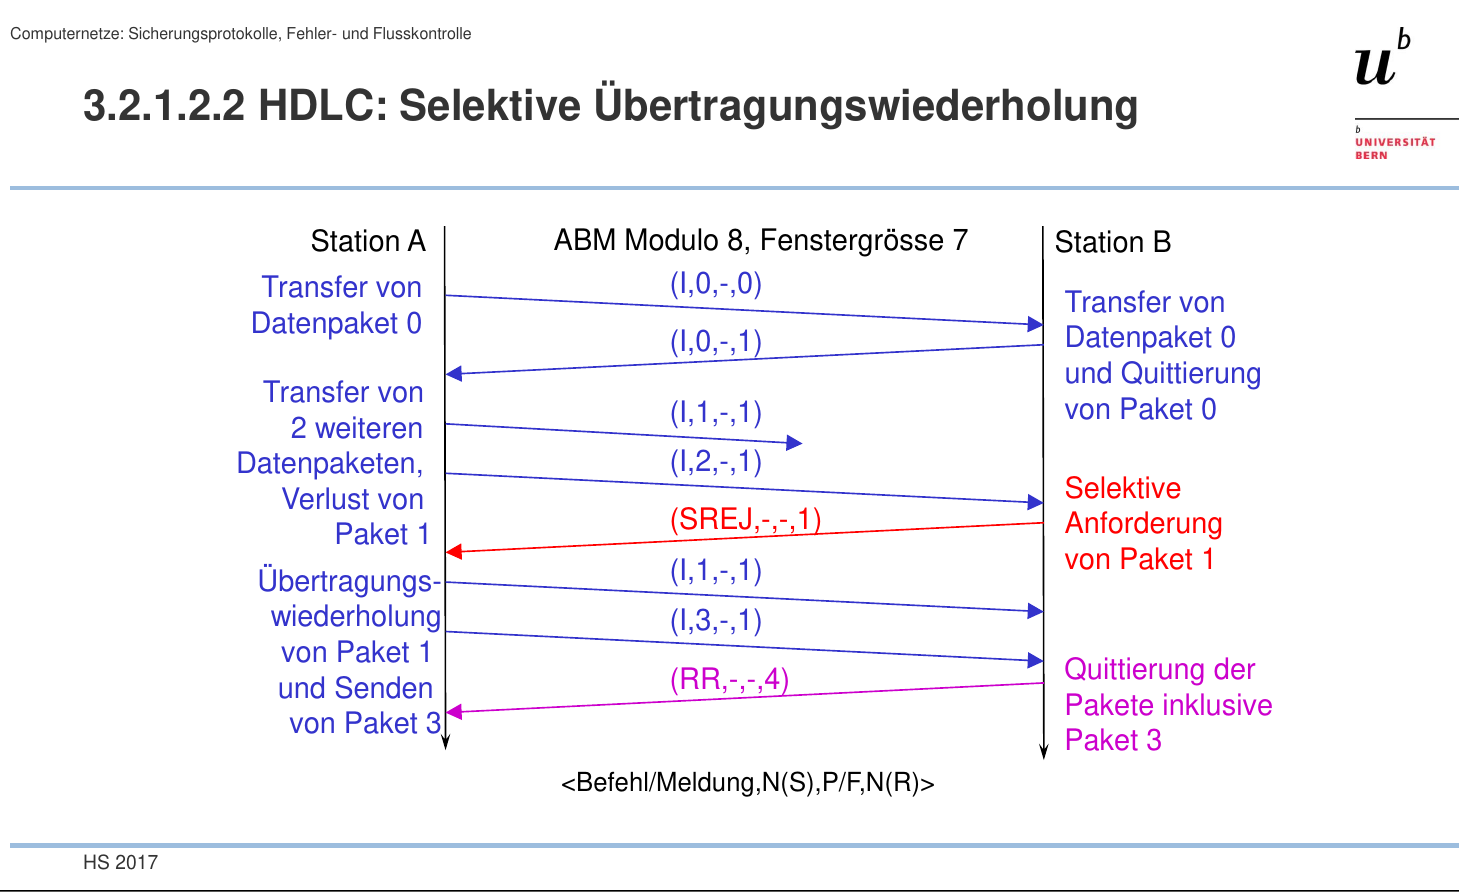 Computernetze: Sicherungsprotokolle, Fehler- und Flusskontrolle
u b
3.2.1.2.2 HDLC: Selektive Übertragungswiederholung
b
UNIVERSITÄT
BERN
Station A
ABM Modulo 8, Fenstergrösse 7
Station B
Transfer von
Datenpaket 0
(I,0,-,0)
Transfer von
Datenpaket 0
und Quittierung
von Paket 0
(I,0,-,1)
Transfer von
2 weiteren
Datenpaketen,
Verlust von
Paket 1
(I,1,-,1)
(I,2,-,1)
Selektive
Anforderung
von Paket 1
(SREJ,-,-,1)
Übertragungs-
wiederholung
von Paket 1
und Senden
von Paket 3
(I,1,-,1)
(I,3,-,1)
(RR,-,-,4)
Quittierung der
Pakete inklusive
Paket 3
<Befehl/Meldung,N(S),P/F,N(R)>
HS 2017